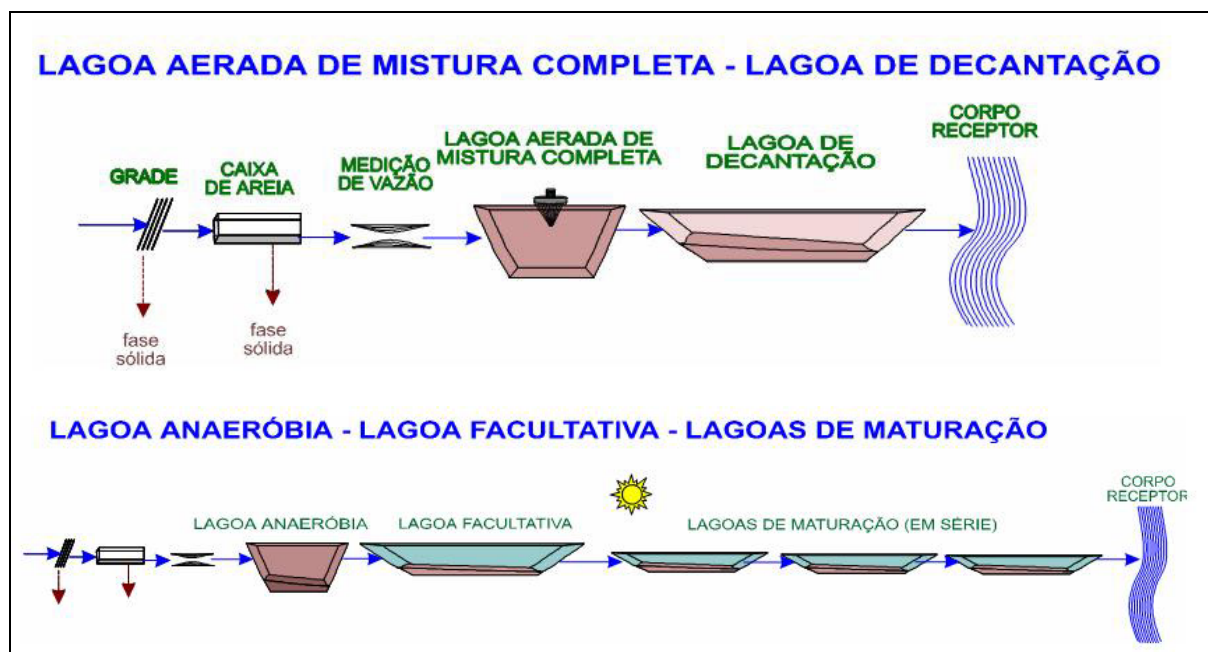 LAGOA AERADA DE MISTURA COMPLETA - LAGOA DE DECANTAÇÃO
GRADE
CAIXA
DE AREIA
MEDIÇÃO
DE VAZÃO
LAGOA AERADA DE
MISTURA COMPLETA
LAGOA DE
DECANTAÇÃO
CORPO
RECEPTOR
fase
sólida
fase
sólida
LAGOA ANAERÓBIA - LAGOA FACULTATIVA - LAGOAS DE MATURAÇÃO
LAGOA ANAERÓBIA
LAGOA FACULTATIVA
LAGOAS DE MATURAÇÃO (EM SÉRIE)
CORPO
RECEPTOR